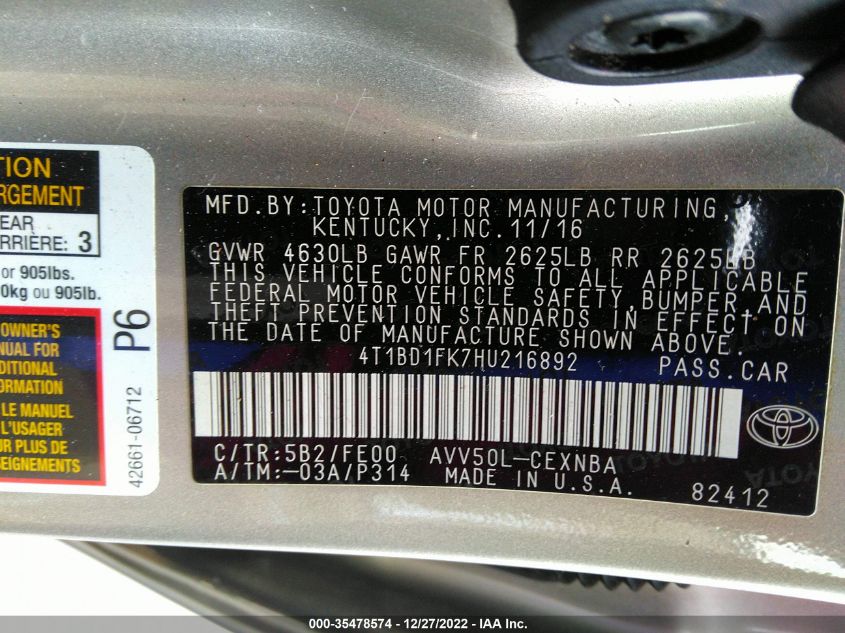 TION
RGEMENT
EAR
RRIÈRE: 3
or 905lbs.
0kg ou 905lb.
OWNER'S
NUAL FOR
DITIONAL
FORMATION
LE MANUEL
L'USAGER
UR PLUS DE
SEIGNEMENTS
P6
42661-06712
MFD.BY:TOYOTA MOTOR MANUFACTURING,
KENTUCKY,INC.11/16
GVWR 4630LB GAWR FR 2625LB RR 2625LB
THIS VEHICLE CONFORMS TO ALL APPLICABLE
FEDERAL MOTOR VEHICLE SAFETY,BUMPER,AND
THEFT PREVENTION STANDARDS IN EFFECT ON
THE DATE OF MANUFACTURE SHOWN ABOVE.
4T1BD1FK7HU216892 PASS.CAR
C/TR:5B2/FE00 AVV50L-CEXNBA
A/TM:-03A/P314 MADE IN U.S.A.
82412
TOYOTA
000-35478574 - 12/27/2022 - IAA Inc.